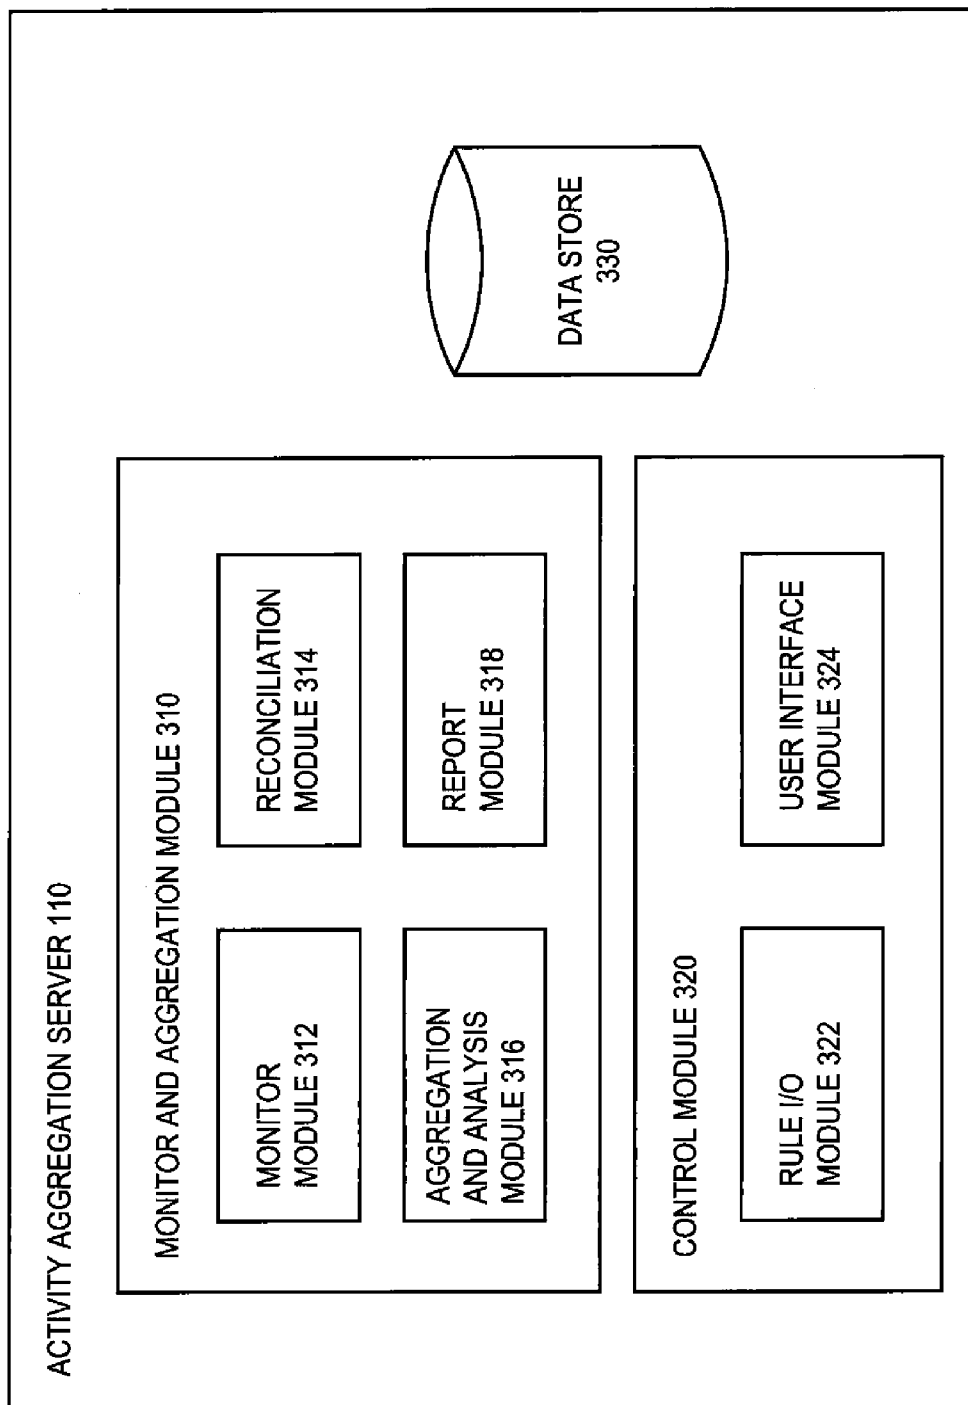 ACTIVITY AGGREGATION SERVER 110
MONITOR AND AGGREGATION MODULE 310
MONITOR
MODULE 312
RECONCILIATION
MODULE 314
AGGREGATION
AND ANALYSIS
MODULE 316
REPORT
MODULE 318
CONTROL MODULE 320
RULE I/O
MODULE 322
USER INTERFACE
MODULE 324
DATA STORE
330